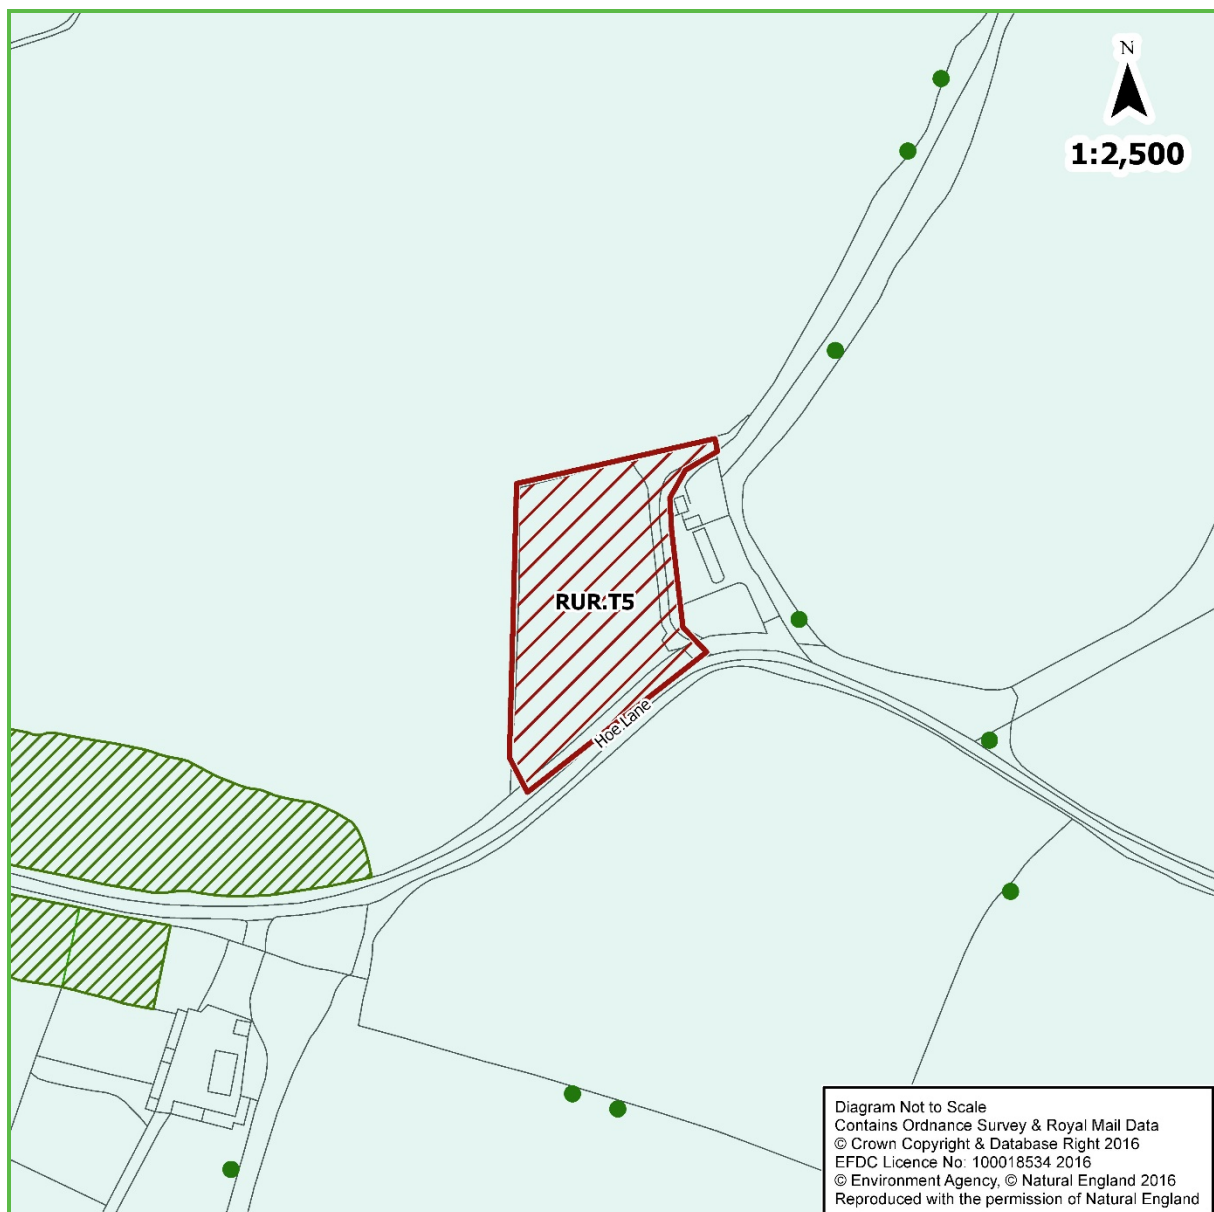 N
1:2,500
RUR.T5
Hoe Lane
Diagram Not to Scale
Contains Ordnance Survey & Royal Mail Data
© Crown Copyright & Database Right 2016
EFDC Licence No: 100018534 2016
© Environment Agency, © Natural England 2016
Reproduced with the permission of Natural England